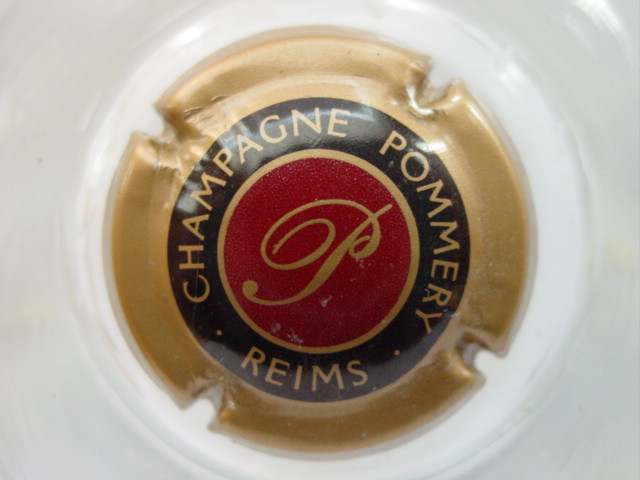 CHAMPAGNE POMMERY
P
· REIMS ·